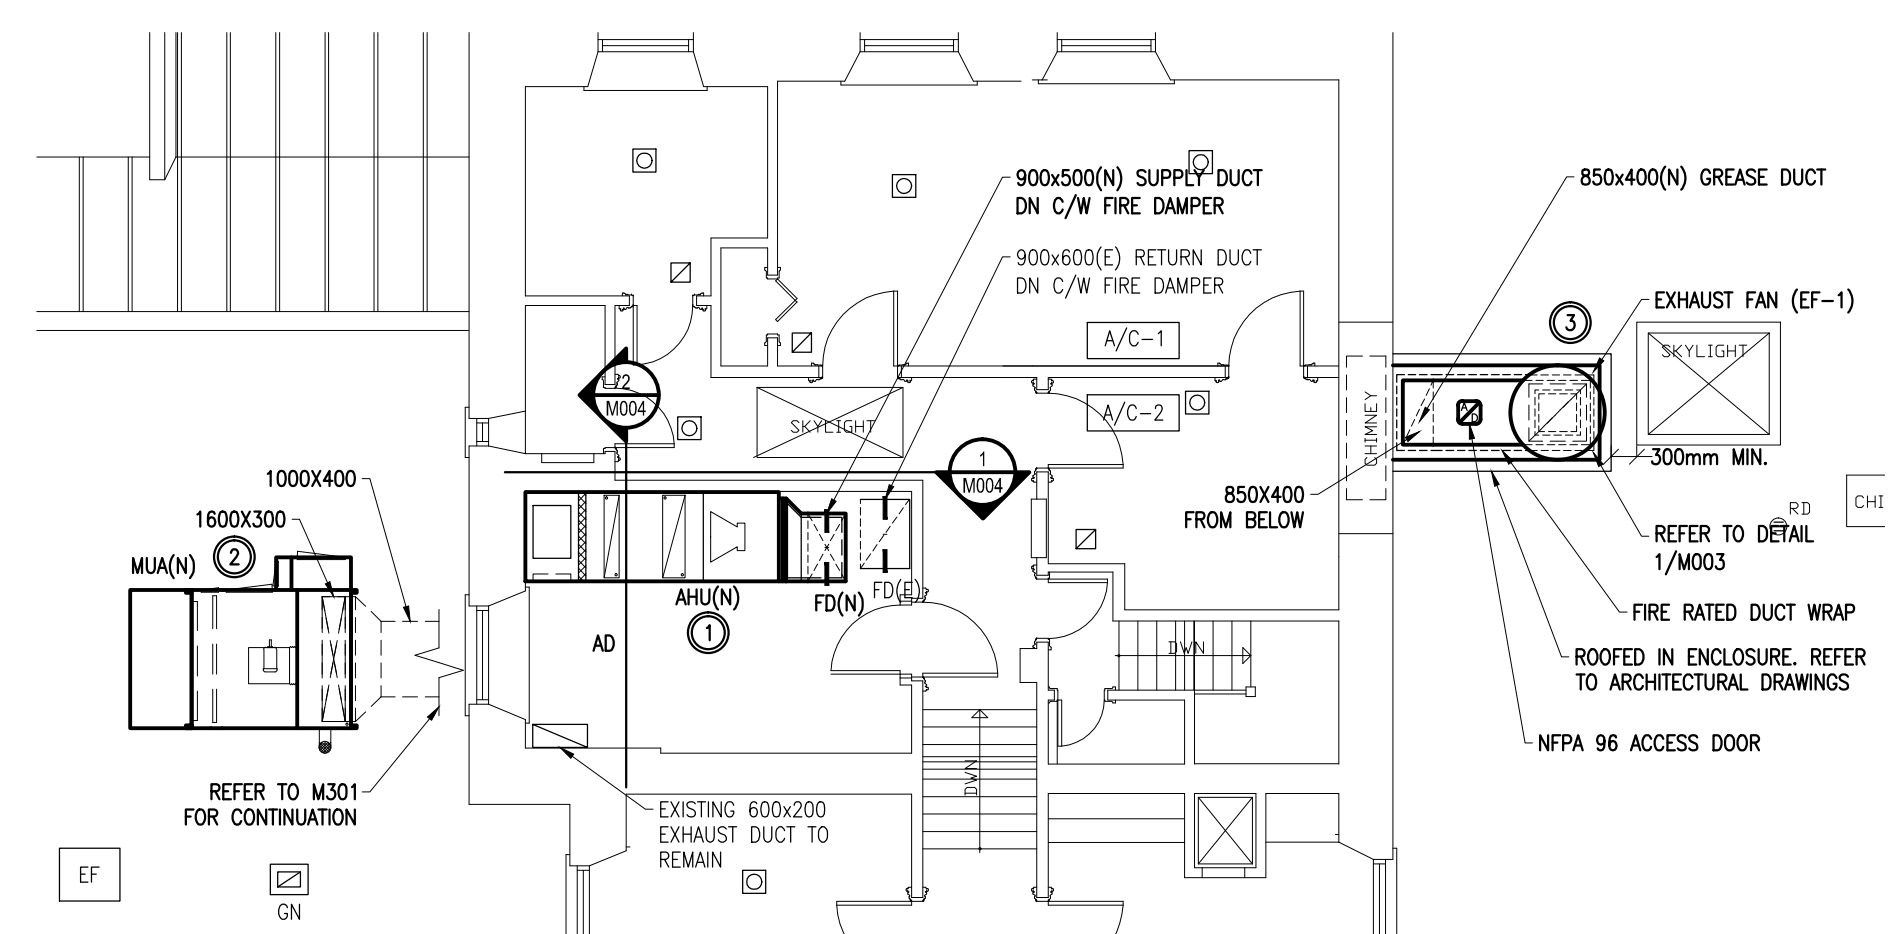 900x500(N) SUPPLY DUCT
DN C/W FIRE DAMPER
850x400(N) GREASE DUCT
900x600(E) RETURN DUCT
DN C/W FIRE DAMPER
EXHAUST FAN (EF-1)
3
A/C-1
SKYLIGHT
2
M004
A/C-2
SKYLIGHT
CHIMNEY
A
D
300mm MIN.
1
M004
1000X400
850X400
FROM BELOW
1600X300
RD
CHI
REFER TO DETAIL
1/M003
MUA(N)
2
AHU(N)
FD(N)
FD(E)
1
FIRE RATED DUCT WRAP
AD
DWN
ROOFED IN ENCLOSURE. REFER
TO ARCHITECTURAL DRAWINGS
NFPA 96 ACCESS DOOR
DWN
REFER TO M301
FOR CONTINUATION
EXISTING 600x200
EXHAUST DUCT TO
REMAIN
EF
GN